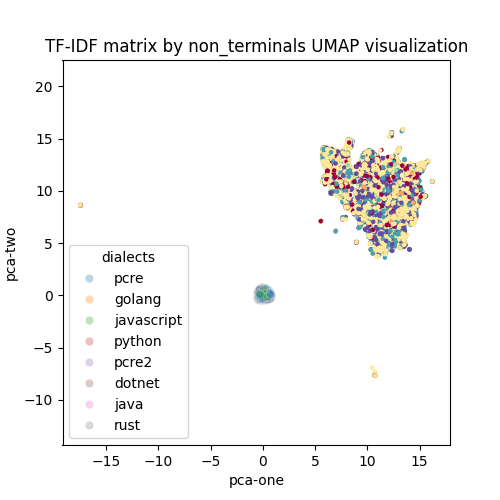 TF-IDF matrix by non_terminals UMAP visualization
20
15
10
5
0
−5
−10
pca-two
dialects
pcre
golang
javascript
python
pcre2
dotnet
java
rust
−15 −10 −5 0 5 10 15
pca-one